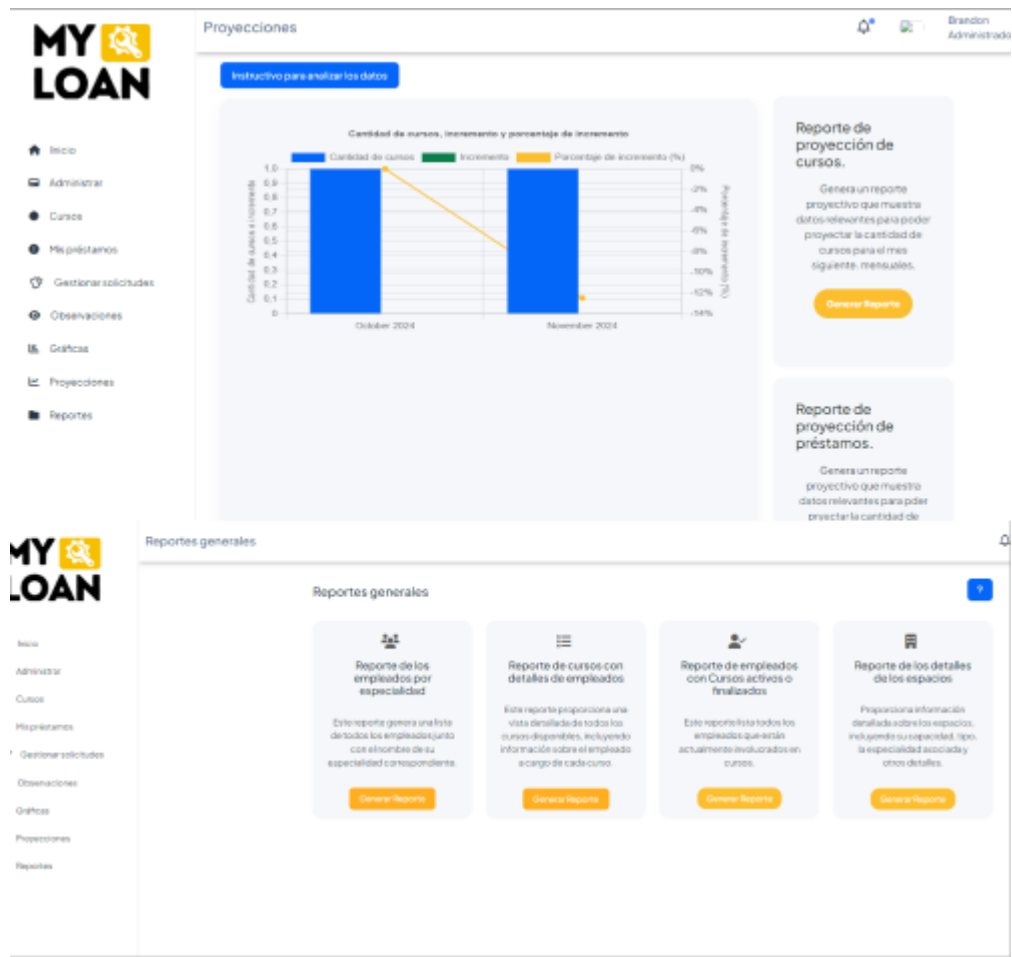 MY
LOAN
Proyecciones
Brandon
Administrado
Instructivo para analizar los datos
Inicio
Administrar
Cursos
Mis préstamos
Gestionar solicitudes
Observaciones
Gráficas
Proyecciones
Reportes
Cantidad de cursos, incremento y porcentaje de incremento
Cantidad de cursos Incremento Porcentaje de incremento (%)
Cantidad de cursos e incremento
1,0
0,9
0,8
0,7
0,6
0,5
0,4
0,3
0,2
0,1
0
0%
-2%
-4%
-6%
-8%
-10%
-12%
-14%
Porcentaje de incremento (%)
October 2024 November 2024
Reporte de
proyección de
cursos.
Genera un reporte
proyectivo que muestra
datos relevantes para poder
proyectar la cantidad de
cursos para el mes
siguiente. mensuales.
Generar Reporte
Reporte de
proyección de
préstamos.
Genera un reporte
proyectivo que muestra
datos relevantes para pder
pryectar la cantidad de
MY
LOAN
Reportes generales
Inicio
Administrar
Cursos
Mis préstamos
Gestionar solicitudes
Observaciones
Gráficas
Proyecciones
Reportes
Reportes generales
?
Reporte de los
empleados por
especialidad
Este reporte genera una lista
de todos los empleados junto
con el nombre de su
especialidad correspondiente.
Generar Reporte
Reporte de cursos con
detalles de empleados
Este reporte proporciona una
vista detallada de todos los
cursos disponibles, incluyendo
información sobre el empleado
a cargo de cada curso.
Generar Reporte
Reporte de empleados
con Cursos activos o
finalizados
Este reporte lista todos los
empleados que están
actualmente involucrados en
cursos.
Generar Reporte
Reporte de los detalles
de los espacios
Proporciona información
detallada sobre los espacios,
incluyendo su capacidad, tipo,
la especialidad asociada y
otros detalles.
Generar Reporte